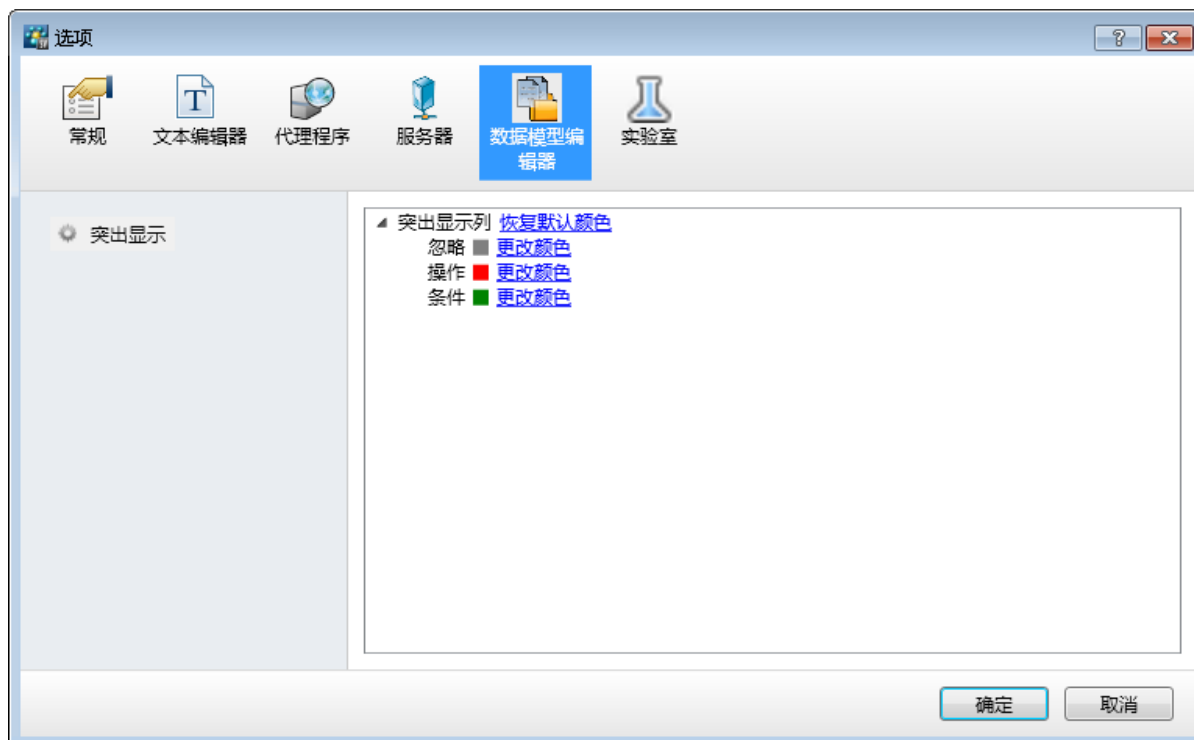 选项
常规
文本编辑器
T
代理程序
服务器
数据模型编
辑器
实验室
突出显示
突出显示列 恢复默认颜色
忽略 更改颜色
操作 更改颜色
条件 更改颜色
确定
取消